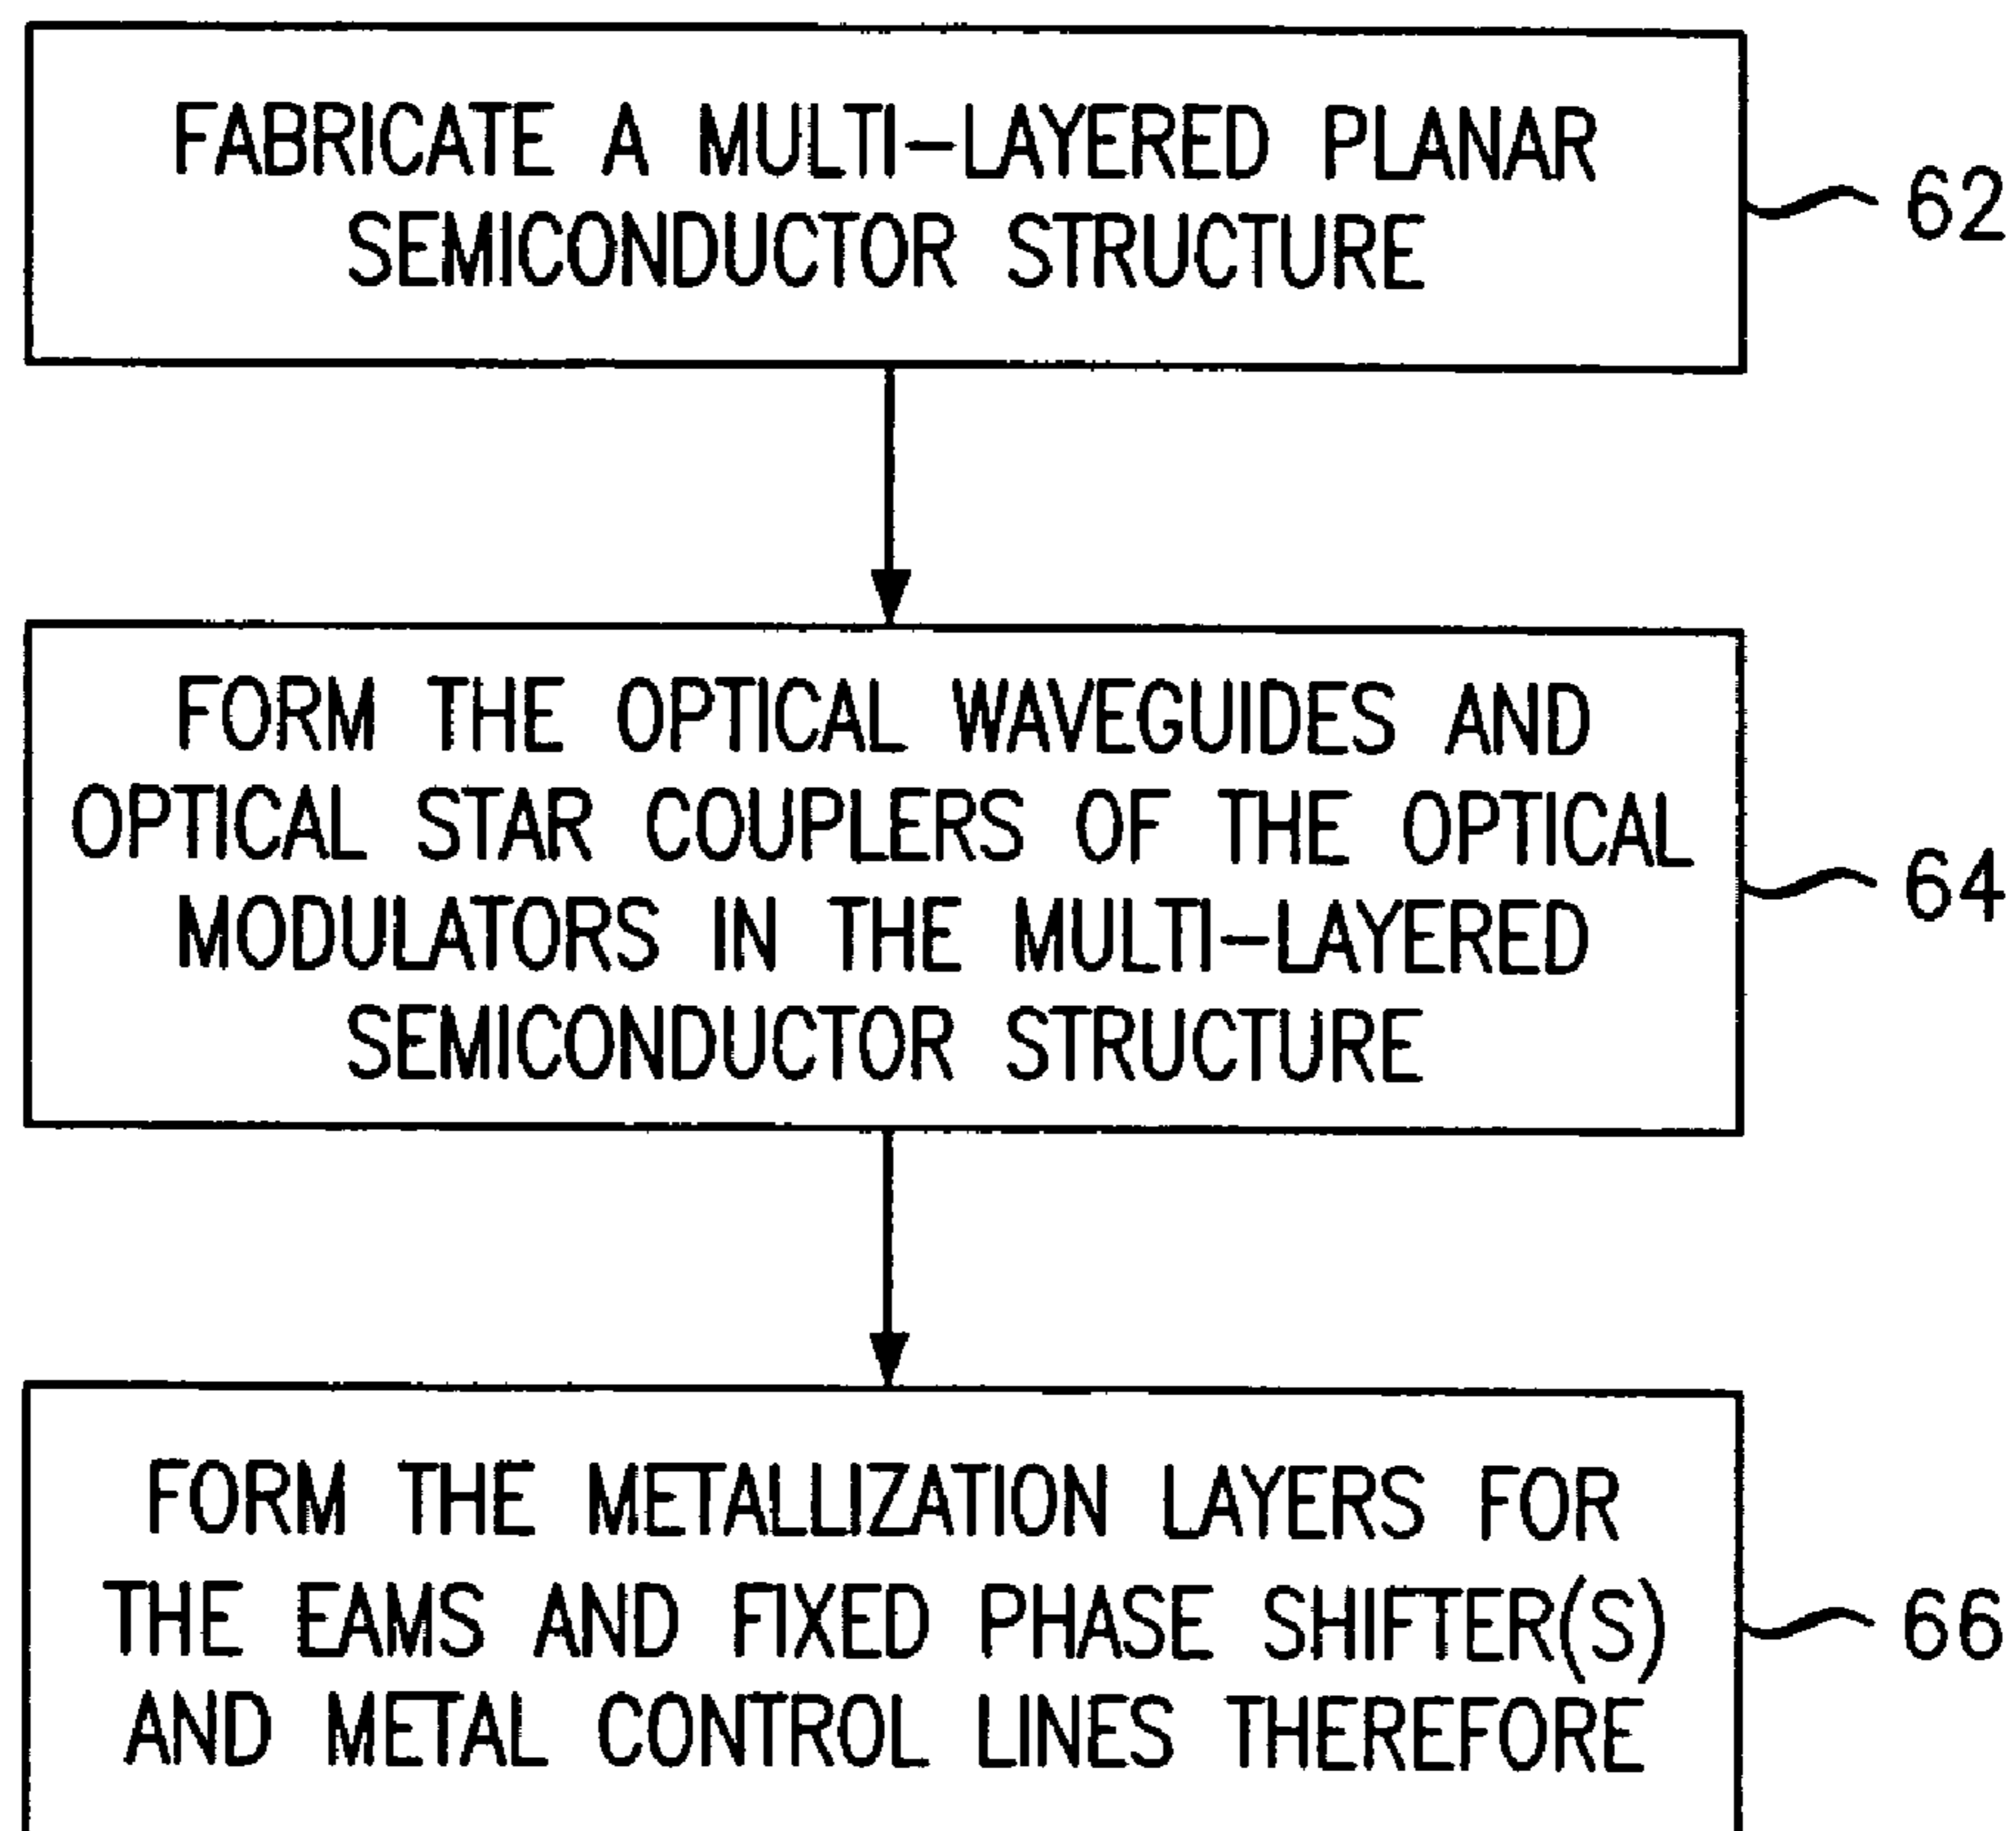 FABRICATE A MULTI-LAYERED PLANAR
SEMICONDUCTOR STRUCTURE
62
FORM THE OPTICAL WAVEGUIDES AND
OPTICAL STAR COUPLERS OF THE OPTICAL
MODULATORS IN THE MULTI-LAYERED
SEMICONDUCTOR STRUCTURE
64
FORM THE METALLIZATION LAYERS FOR
THE EAMS AND FIXED PHASE SHIFTER(S)
AND METAL CONTROL LINES THEREFORE
66